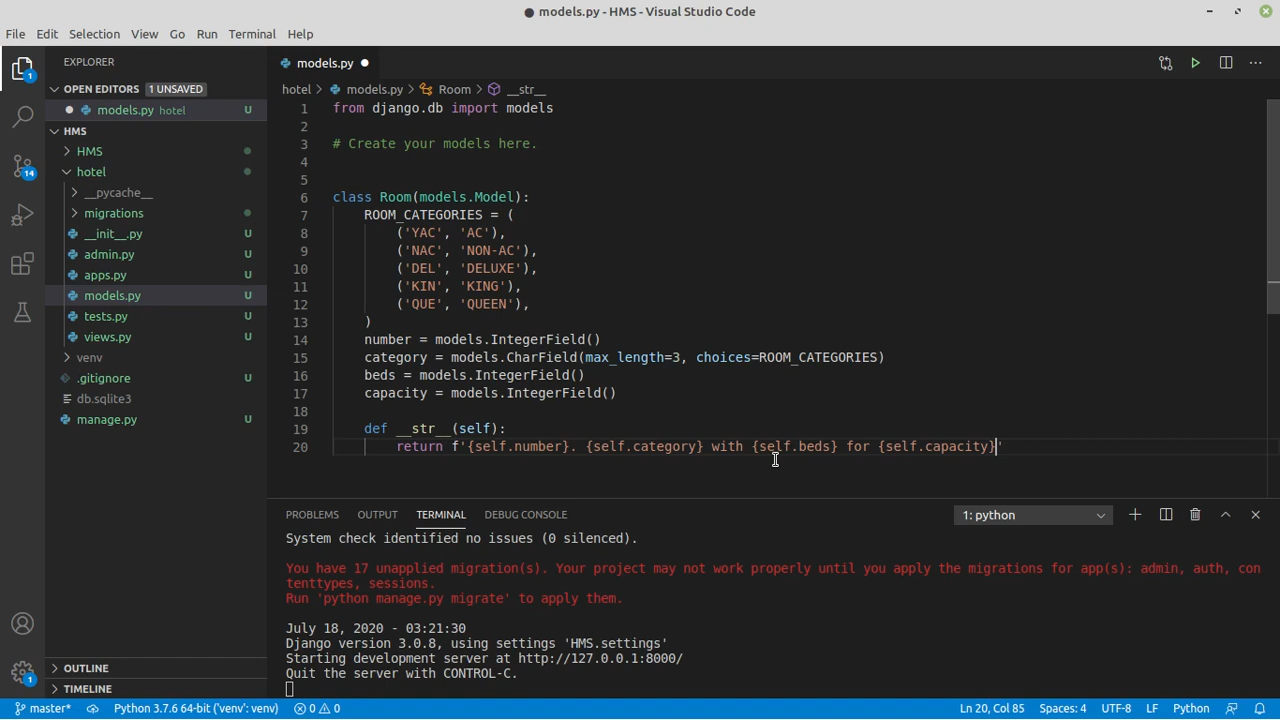 models.py - HMS - Visual Studio Code
File Edit Selection View Go Run Terminal Help
1
14
1
EXPLORER
OPEN EDITORS 1 UNSAVED
models.py hotel U
HMS
HMS
hotel
__pycache__
migrations
__init__.py U
admin.py U
apps.py U
models.py U
tests.py U
views.py U
venv
.gitignore U
db.sqlite3
manage.py U
OUTLINE
TIMELINE
models.py
hotel > models.py > Room > __str__
1 from django.db import models
2
3 # Create your models here.
4
5
6 class Room(models.Model):
7 ROOM_CATEGORIES = (
8 ('YAC', 'AC'),
9 ('NAC', 'NON-AC'),
10 ('DEL', 'DELUXE'),
11 ('KIN', 'KING'),
12 ('QUE', 'QUEEN'),
13 )
14 number = models.IntegerField()
15 category = models.CharField(max_length=3, choices=ROOM_CATEGORIES)
16 beds = models.IntegerField()
17 capacity = models.IntegerField()
18
19 def __str__(self):
20 return f'{self.number}. {self.category} with {self.beds} for {self.capacity}'
PROBLEMS OUTPUT TERMINAL DEBUG CONSOLE 1: python
System check identified no issues (0 silenced).
You have 17 unapplied migration(s). Your project may not work properly until you apply the migrations for app(s): admin, auth, con
tenttypes, sessions.
Run 'python manage.py migrate' to apply them.
July 18, 2020 - 03:21:30
Django version 3.0.8, using settings 'HMS.settings'
Starting development server at http://127.0.0.1:8000/
Quit the server with CONTROL-C.
master* Python 3.7.6 64-bit ('venv': venv) 0 0 Ln 20, Col 85 Spaces: 4 UTF-8 LF Python